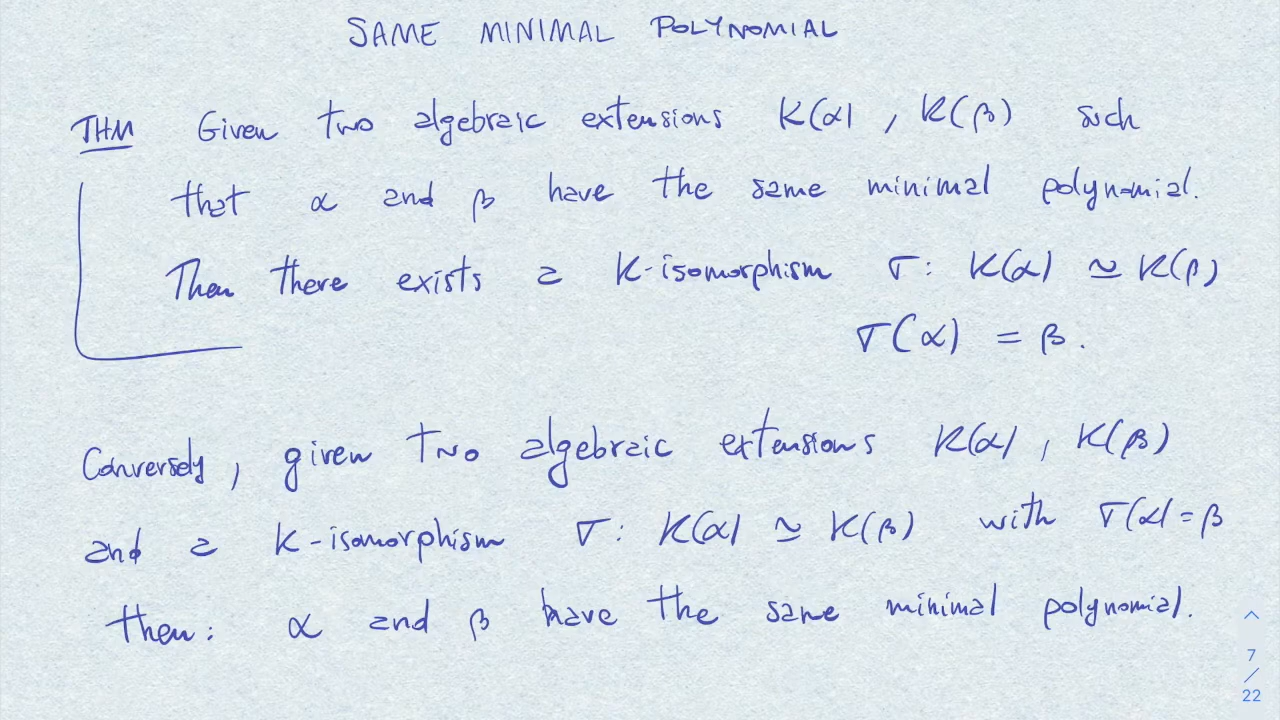 SAME MINIMAL POLYNOMIAL
THM Given two algebraic extensions K(α), K(β) such
that α and β have the same minimal polynomial.
Then there exists a K-isomorphism σ: K(α) ≃ K(β)
σ(α) = β.
Conversely, given two algebraic extensions K(α), K(β)
and a K-isomorphism σ: K(α) ≃ K(β) with σ(α) = β
then: α and β have the same minimal polynomial.
7
/
22